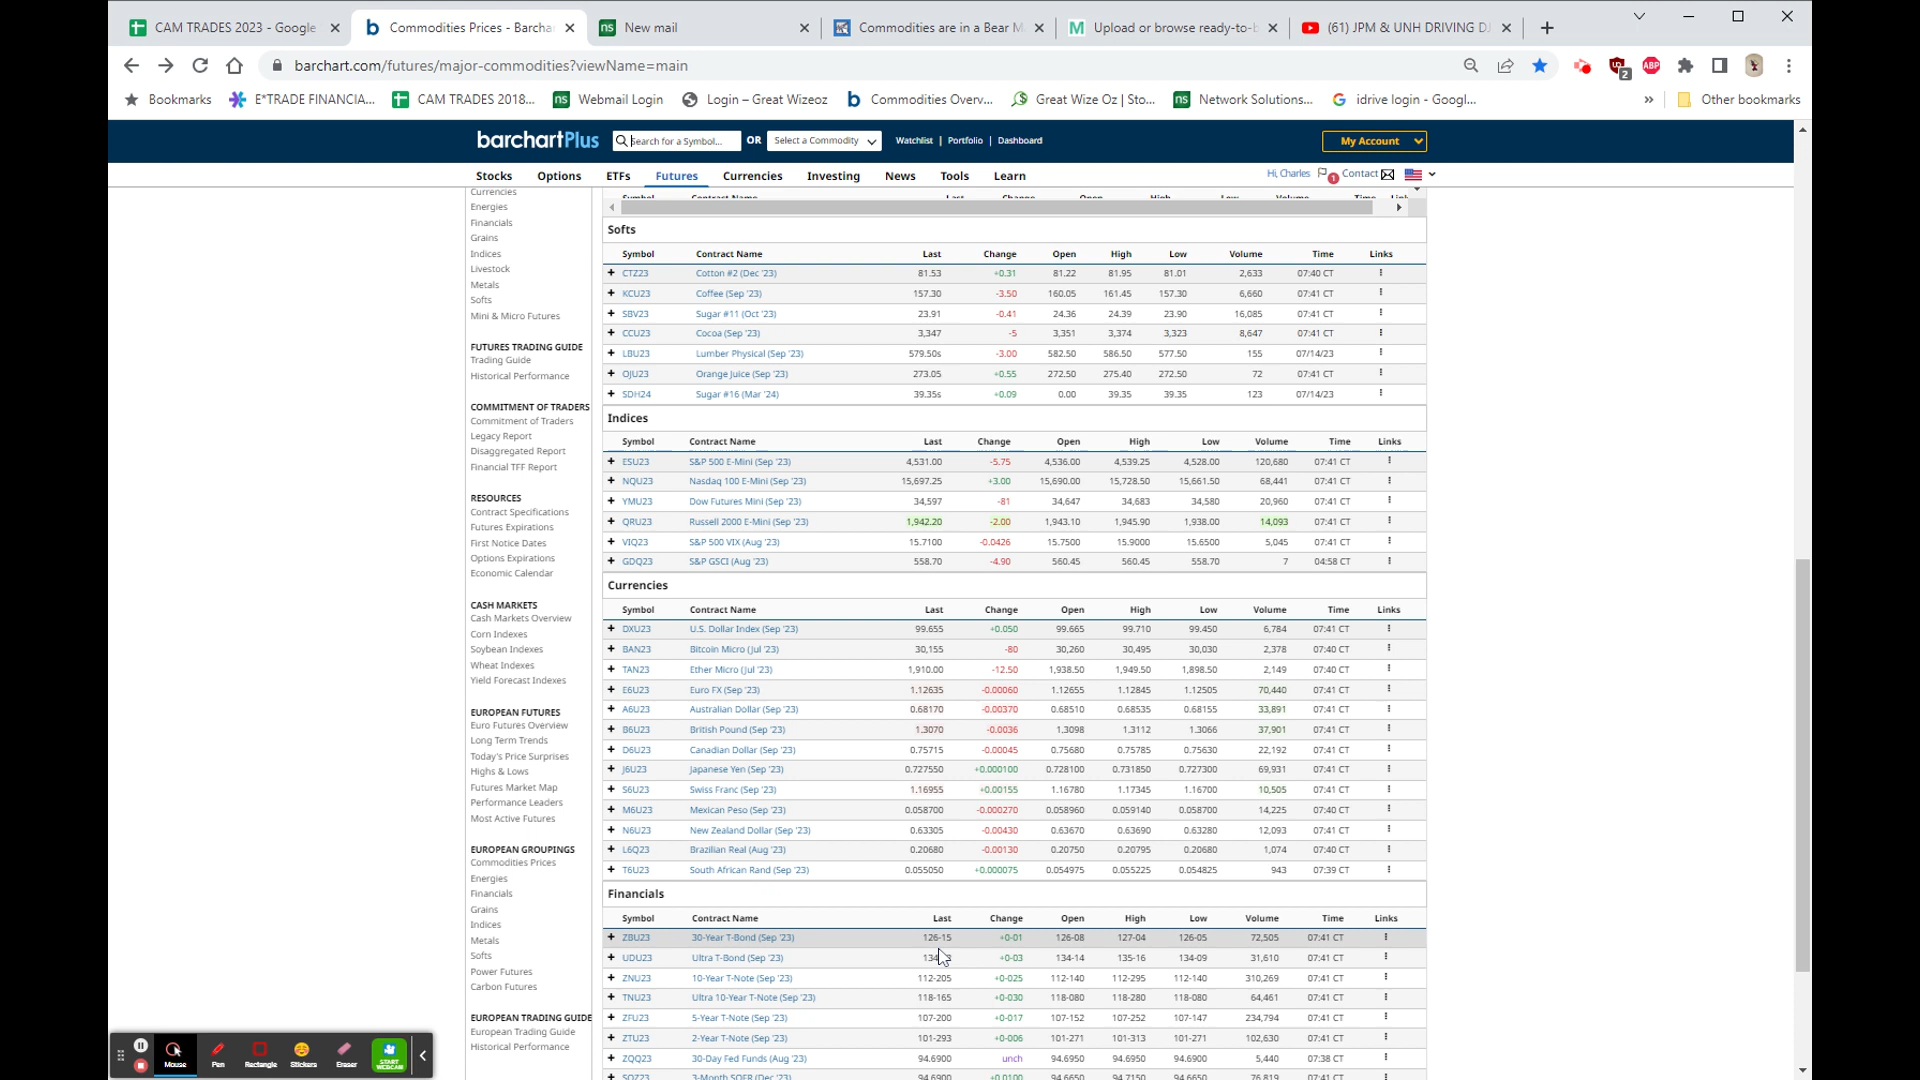 CAM TRADES 2023 - Google
Commodities Prices - Barcha
New mail
Commodities are in a Bear M
Upload or browse ready-to-b
(61) JPM & UNH DRIVING D
barchart.com/futures/major-commodities?viewName=main
Bookmarks
E*TRADE FINANCIA...
CAM TRADES 2018...
Webmail Login
Login – Great Wizeoz
Commodities Overv...
Great Wize Oz | Sto...
Network Solutions...
idrive login - Googl...
Other bookmarks
barchartPlus
Search for a Symbol...
OR
Select a Commodity
Watchlist | Portfolio | Dashboard
My Account
Stocks Options ETFs Futures Currencies Investing News Tools Learn
Hi, Charles 1 Contact
Currencies
Energies
Financials
Grains
Indices
Livestock
Metals
Softs
Mini & Micro Futures
FUTURES TRADING GUIDE
Trading Guide
Historical Performance
COMMITMENT OF TRADERS
Commitment of Traders
Legacy Report
Disaggregated Report
Financial TFF Report
RESOURCES
Contract Specifications
Futures Expirations
First Notice Dates
Options Expirations
Economic Calendar
CASH MARKETS
Cash Markets Overview
Corn Indexes
Soybean Indexes
Wheat Indexes
Yield Forecast Indexes
EUROPEAN FUTURES
Euro Futures Overview
Long Term Trends
Today's Price Surprises
Highs & Lows
Futures Market Map
Performance Leaders
Most Active Futures
EUROPEAN GROUPINGS
Commodities Prices
Energies
Financials
Grains
Indices
Metals
Softs
Power Futures
Carbon Futures
EUROPEAN TRADING GUIDE
European Trading Guide
Historical Performance
Softs
Symbol Contract Name Last Change Open High Low Volume Time Links
+ CTZ23 Cotton #2 (Dec '23) 81.53 +0.31 81.22 81.95 81.01 2,633 07:40 CT
+ KCU23 Coffee (Sep '23) 157.30 -3.50 160.05 161.45 157.30 6,660 07:41 CT
+ SBV23 Sugar #11 (Oct '23) 23.91 -0.41 24.36 24.39 23.90 16,085 07:41 CT
+ CCU23 Cocoa (Sep '23) 3,347 -5 3,351 3,374 3,323 8,647 07:41 CT
+ LBU23 Lumber Physical (Sep '23) 579.50s -3.00 582.50 586.50 577.50 155 07/14/23
+ OJU23 Orange Juice (Sep '23) 273.05 +0.55 272.50 275.40 272.50 72 07:41 CT
+ SDH24 Sugar #16 (Mar '24) 39.35s +0.09 0.00 39.35 39.35 123 07/14/23
Indices
Symbol Contract Name Last Change Open High Low Volume Time Links
+ ESU23 S&P 500 E-Mini (Sep '23) 4,531.00 -5.75 4,536.00 4,539.25 4,528.00 120,680 07:41 CT
+ NQU23 Nasdaq 100 E-Mini (Sep '23) 15,697.25 +3.00 15,690.00 15,728.50 15,661.50 68,441 07:41 CT
+ YMU23 Dow Futures Mini (Sep '23) 34,597 -81 34,647 34,683 34,580 20,960 07:41 CT
+ QRU23 Russell 2000 E-Mini (Sep '23) 1,942.20 -2.00 1,943.10 1,945.90 1,938.00 14,093 07:41 CT
+ VIQ23 S&P 500 VIX (Aug '23) 15.7100 -0.0426 15.7500 15.9000 15.6500 5,045 07:41 CT
+ GDQ23 S&P GSCI (Aug '23) 558.70 -4.90 560.45 560.45 558.70 7 04:58 CT
Currencies
Symbol Contract Name Last Change Open High Low Volume Time Links
+ DXU23 U.S. Dollar Index (Sep '23) 99.655 +0.050 99.665 99.710 99.450 6,784 07:41 CT
+ BAN23 Bitcoin Micro (Jul '23) 30,155 -80 30,260 30,495 30,030 2,378 07:40 CT
+ TAN23 Ether Micro (Jul '23) 1,910.00 -12.50 1,938.50 1,949.50 1,898.50 2,149 07:40 CT
+ E6U23 Euro FX (Sep '23) 1.12635 -0.00060 1.12655 1.12845 1.12505 70,440 07:41 CT
+ A6U23 Australian Dollar (Sep '23) 0.68170 -0.00370 0.68510 0.68535 0.68155 33,891 07:41 CT
+ B6U23 British Pound (Sep '23) 1.3070 -0.0036 1.3098 1.3112 1.3066 37,901 07:41 CT
+ D6U23 Canadian Dollar (Sep '23) 0.75715 -0.00045 0.75680 0.75785 0.75630 22,192 07:41 CT
+ J6U23 Japanese Yen (Sep '23) 0.727550 +0.000100 0.728100 0.731850 0.727300 69,931 07:41 CT
+ S6U23 Swiss Franc (Sep '23) 1.16955 +0.00155 1.16780 1.17345 1.16700 10,505 07:41 CT
+ M6U23 Mexican Peso (Sep '23) 0.058700 -0.000270 0.058960 0.059140 0.058700 14,225 07:40 CT
+ N6U23 New Zealand Dollar (Sep '23) 0.63305 -0.00430 0.63670 0.63690 0.63280 12,093 07:41 CT
+ L6Q23 Brazilian Real (Aug '23) 0.20680 -0.00130 0.20750 0.20795 0.20680 1,074 07:40 CT
+ T6U23 South African Rand (Sep '23) 0.055050 +0.000075 0.054975 0.055225 0.054825 943 07:39 CT
Financials
Symbol Contract Name Last Change Open High Low Volume Time Links
+ ZBU23 30-Year T-Bond (Sep '23) 126-15 +0-01 126-08 127-04 126-05 72,505 07:41 CT
+ UDU23 Ultra T-Bond (Sep '23) +0-03 134-14 135-16 134-09 31,610 07:41 CT
+ ZNU23 10-Year T-Note (Sep '23) 112-205 +0-025 112-140 112-295 112-140 310,269 07:41 CT
+ TNU23 Ultra 10-Year T-Note (Sep '23) 118-165 +0-030 118-080 118-280 118-080 64,461 07:41 CT
+ ZFU23 5-Year T-Note (Sep '23) 107-200 +0-017 107-152 107-252 107-147 234,794 07:41 CT
+ ZTU23 2-Year T-Note (Sep '23) 101-293 +0-006 101-271 101-313 101-271 102,630 07:41 CT
+ ZQQ23 30-Day Fed Funds (Aug '23) 94.6900 unch 94.6950 94.6950 94.6900 5,440 07:38 CT
SQZ23 3-Month SOFR (Dec '23) 94.6900 +0.0100 94.6650 94.7150 94.6650 76,819 07:41 CT
Mouse Pen Rectangle Stickers Eraser START WEBCAM